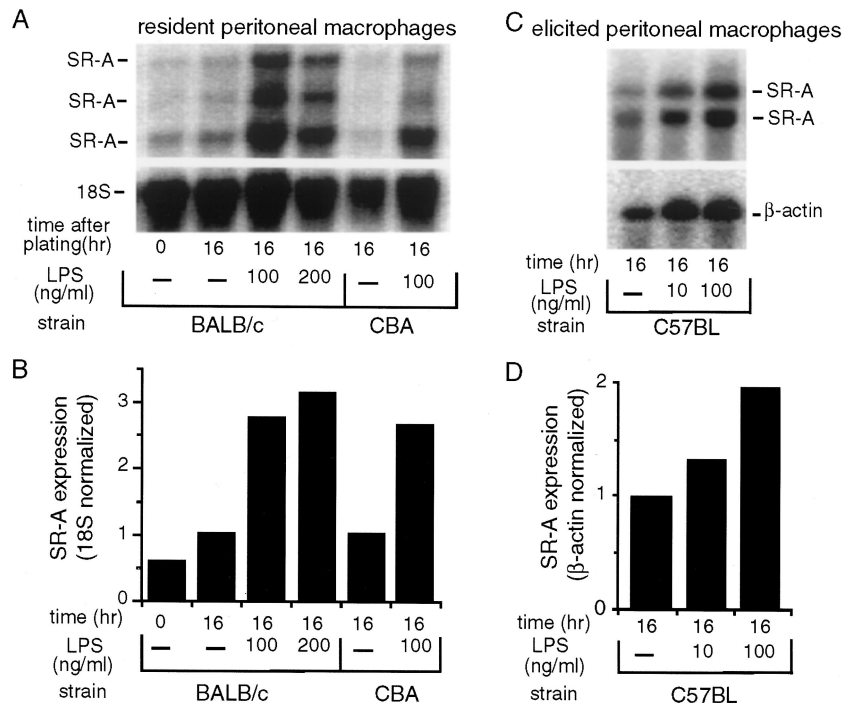 A
resident peritoneal macrophages
SR-A
SR-A
SR-A
18S
time after
plating(hr)
0 16 16 16 16 16
LPS
(ng/ml)
— — 100 200 — 100
strain
BALB/c CBA
C
elicited peritoneal macrophages
SR-A
SR-A
β-actin
time (hr) 16 16 16
LPS
(ng/ml)
— 10 100
strain
C57BL
B
SR-A expression
(18S normalized)
3
2
1
0
time (hr) 0 16 16 16 16 16
LPS
(ng/ml)
— — 100 200 — 100
strain
BALB/c CBA
D
SR-A expression
(β-actin normalized)
2
1
0
time (hr) 16 16 16
LPS
(ng/ml)
— 10 100
strain
C57BL